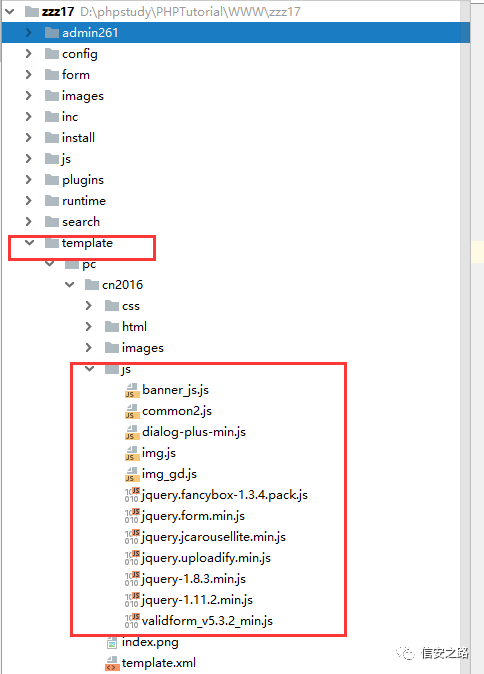 zzz17 D:\phpstudy\PHPTutorial\WWW\zzz17
admin261
config
form
images
inc
install
js
plugins
runtime
search
template
pc
cn2016
css
html
images
js
banner_js.js
common2.js
dialog-plus-min.js
img.js
img_gd.js
jquery.fancybox-1.3.4.pack.js
jquery.form.min.js
jquery.jcarousellite.min.js
jquery.uploadify.min.js
jquery-1.8.3.min.js
jquery-1.11.2.min.js
validform_v5.3.2_min.js
index.png
template.xml
信安之路